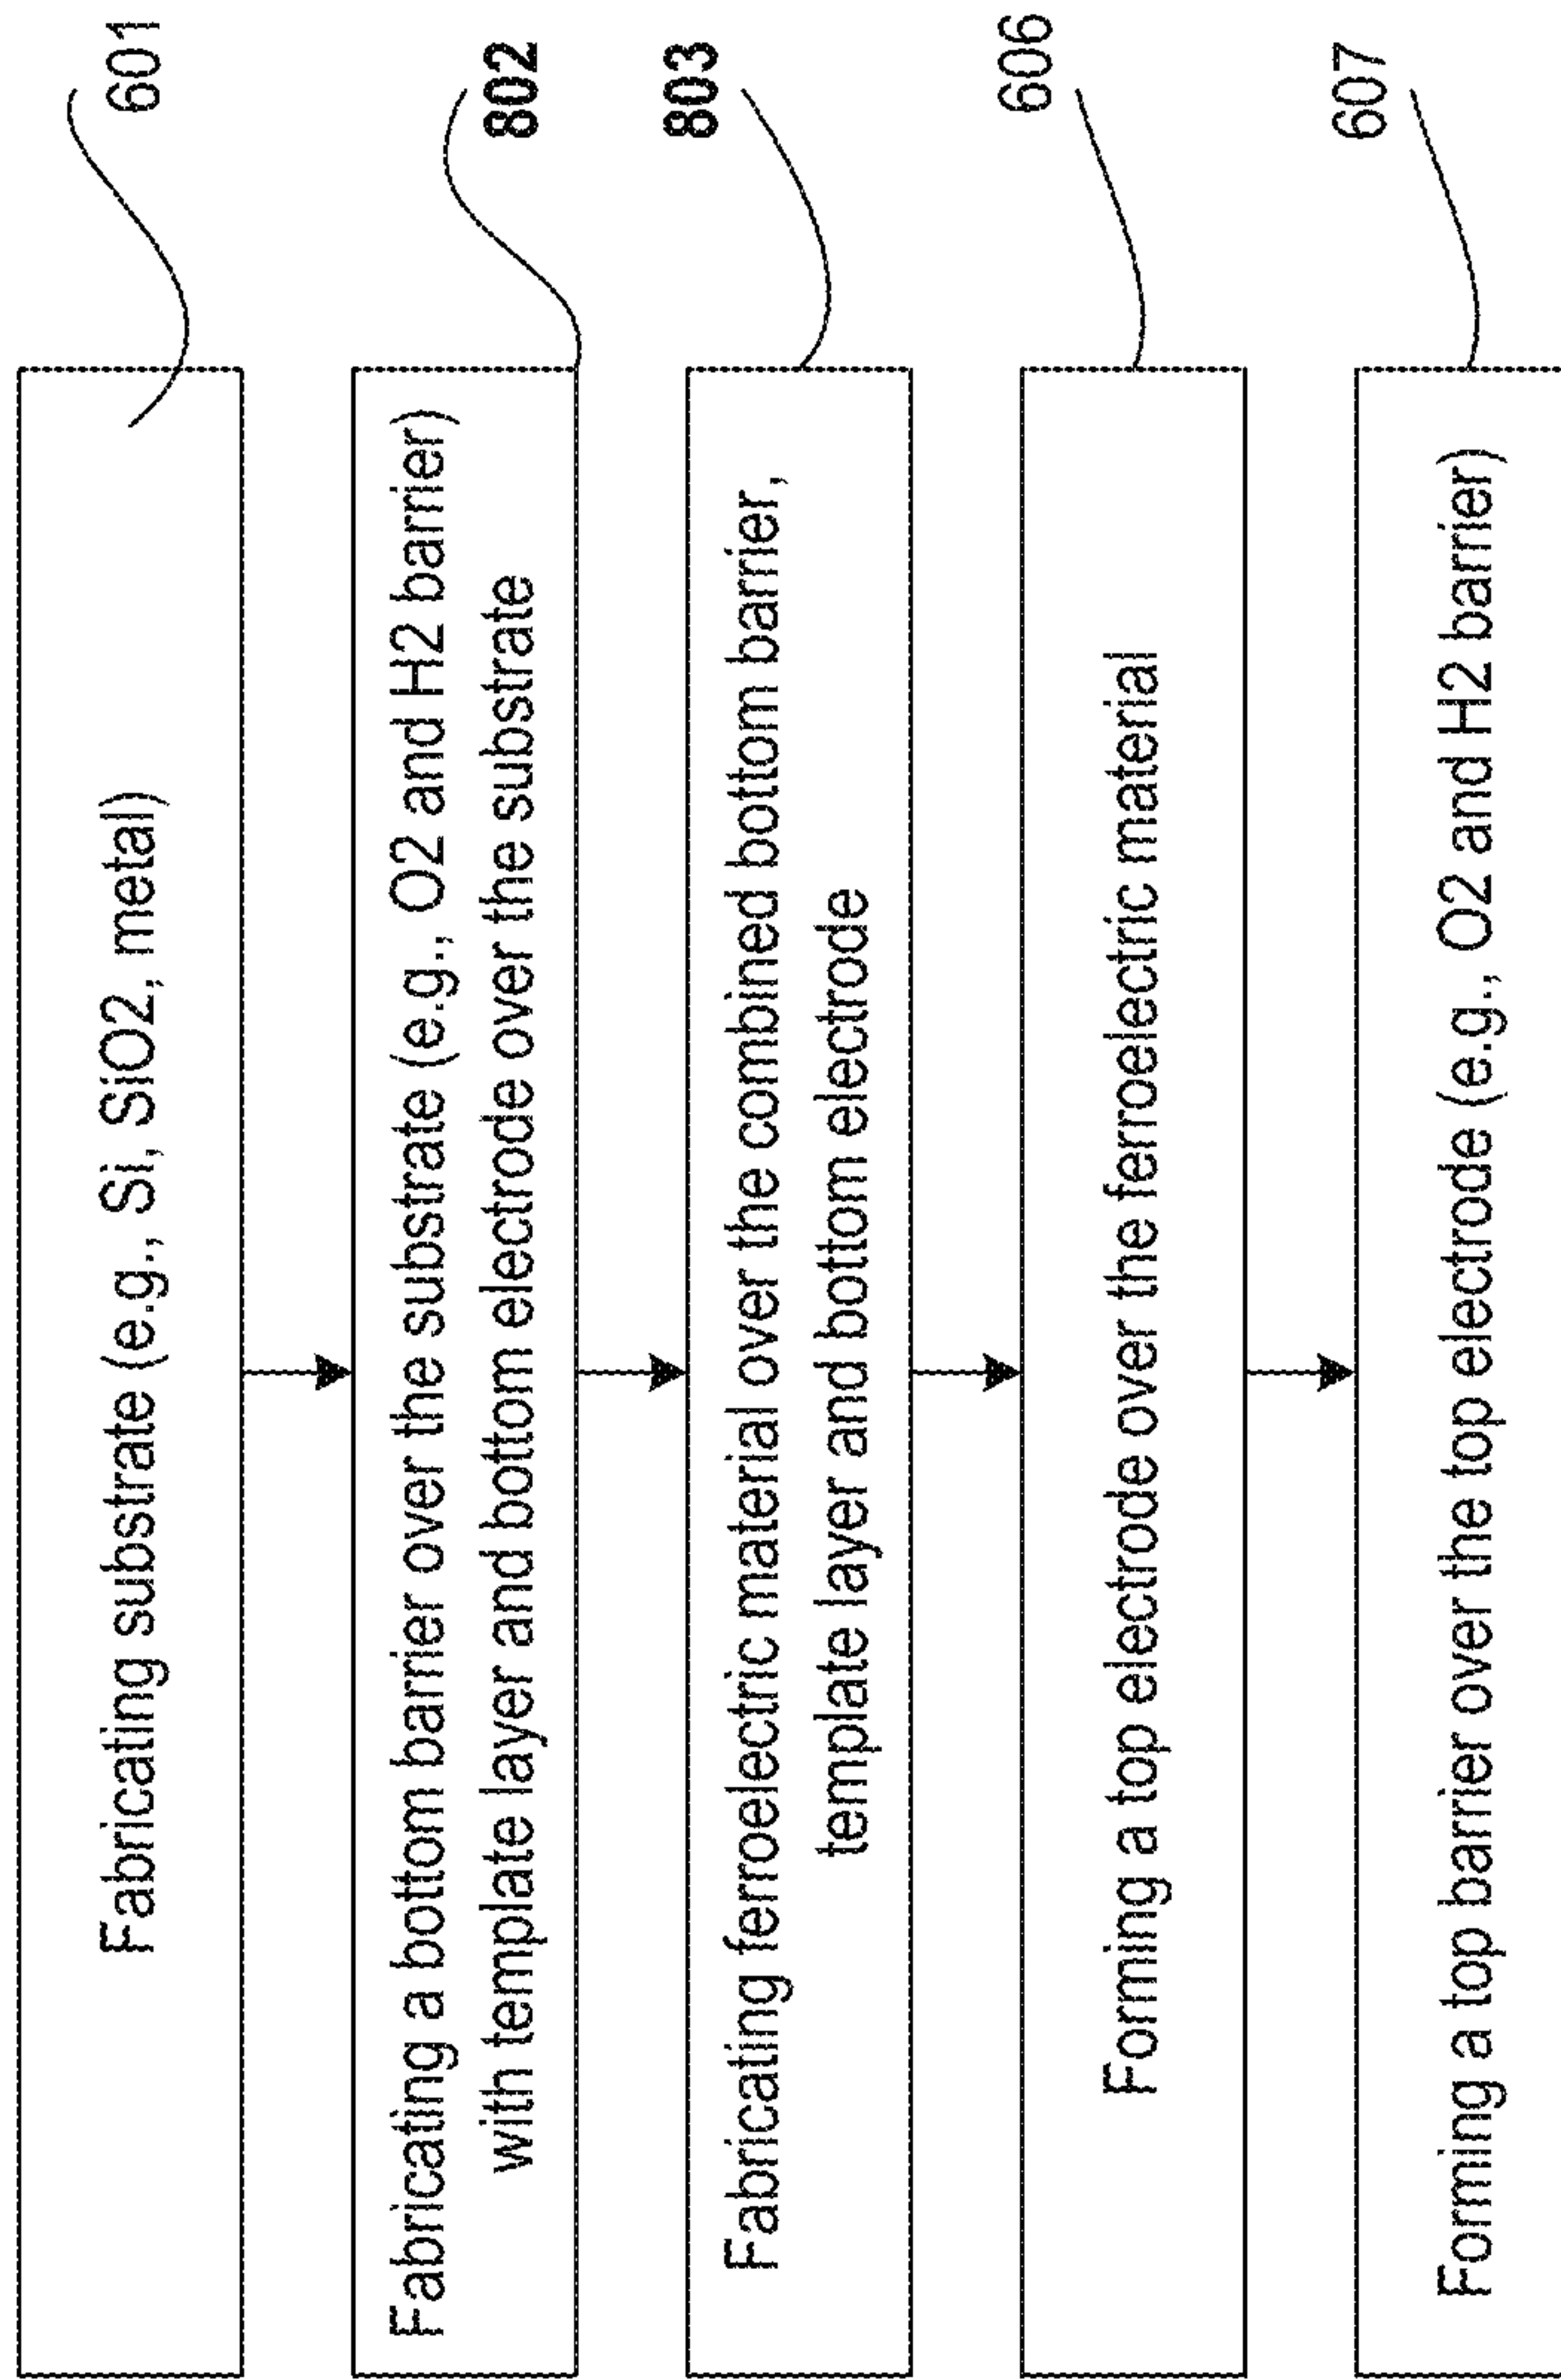 Fabricating substrate (e.g., Si, SiO2, metal)
601
Fabricating a bottom barrier over the substrate (e.g., O2 and H2 barrier)
with template layer and bottom electrode over the substrate
802
Fabricating ferroelectric material over the combined bottom barrier,
template layer and bottom electrode
803
Forming a top electrode over the ferroelectric material
606
Forming a top barrier over the top electrode (e.g., O2 and H2 barrier)
607